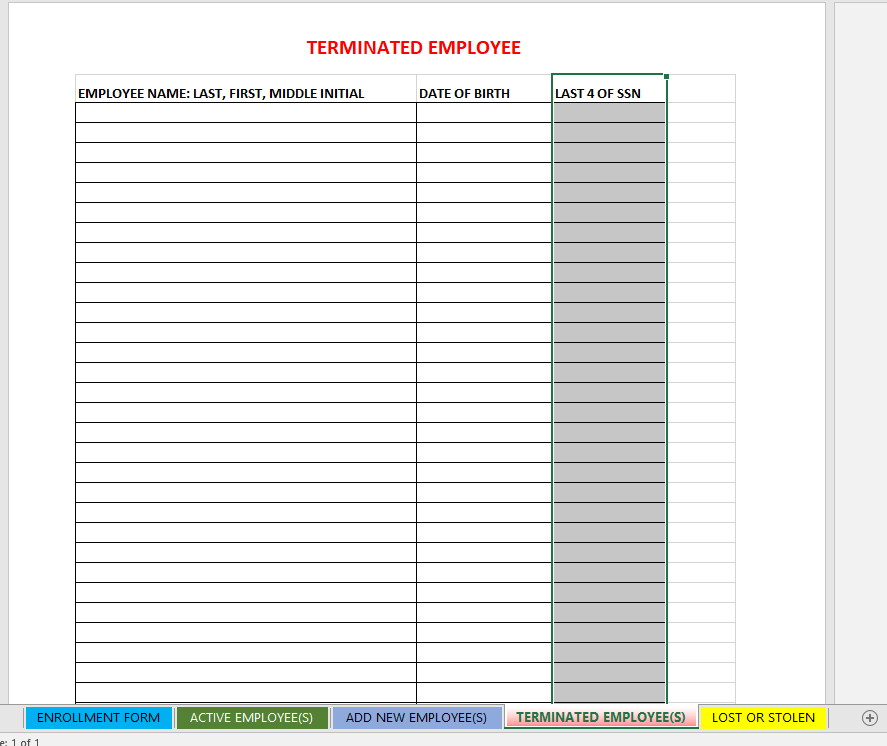 TERMINATED EMPLOYEE
EMPLOYEE NAME: LAST, FIRST, MIDDLE INITIAL DATE OF BIRTH LAST 4 OF SSN
ENROLLMENT FORM ACTIVE EMPLOYEE(S) ADD NEW EMPLOYEE(S) TERMINATED EMPLOYEE(S) LOST OR STOLEN
e: 1 of 1